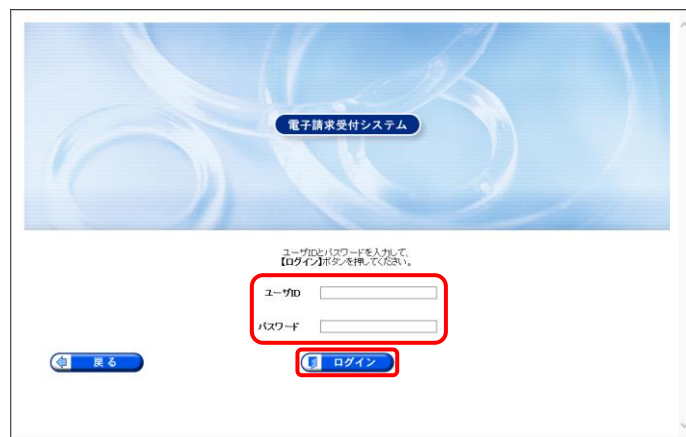 電子請求受付システム
ユーザIDとパスワードを入力して、
【ログイン】ボタンを押してください。
ユーザID
パスワード
戻る
ログイン